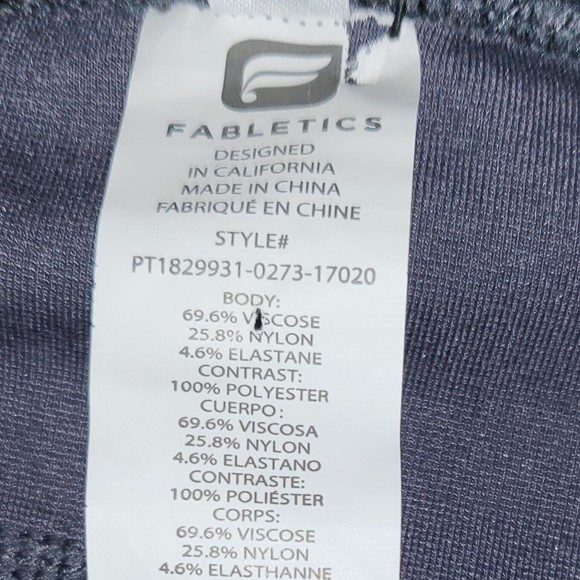 FABLETICS
DESIGNED
IN CALIFORNIA
MADE IN CHINA
FABRIQUÉ EN CHINE
STYLE#
PT1829931-0273-17020
BODY:
69.6% VISCOSE
25.8% NYLON
4.6% ELASTANE
CONTRAST:
100% POLYESTER
CUERPO:
69.6% VISCOSA
25.8% NYLON
4.6% ELASTANO
CONTRASTE:
100% POLIÉSTER
CORPS:
69.6% VISCOSE
25.8% NYLON
4.6% ELASTHANNE